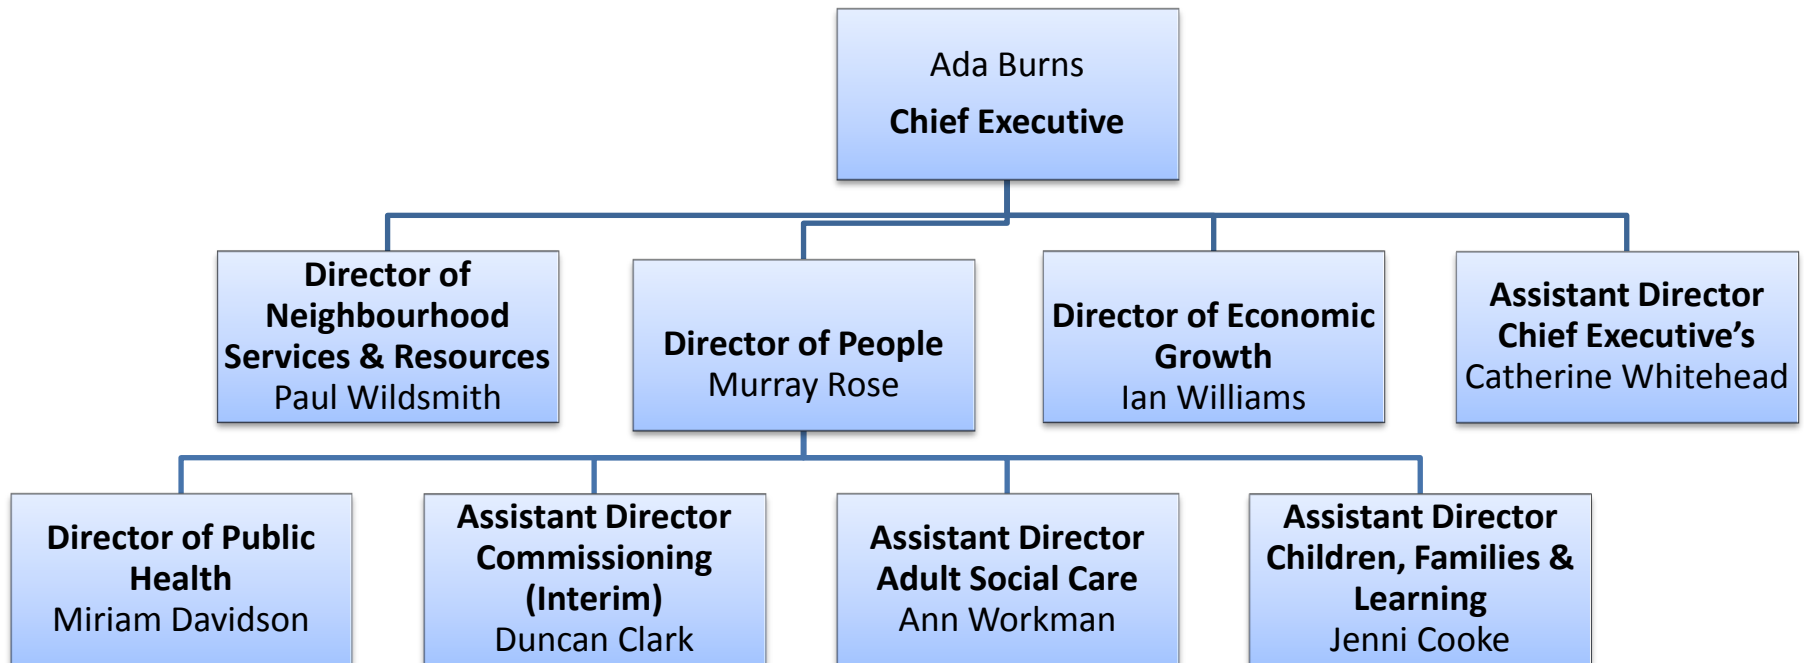 Ada Burns
Chief Executive
Director of
Neighbourhood
Services & Resources
Paul Wildsmith
Director of People
Murray Rose
Director of Economic
Growth
Ian Williams
Assistant Director
Chief Executive’s
Catherine Whitehead
Director of Public
Health
Miriam Davidson
Assistant Director
Commissioning
(Interim)
Duncan Clark
Assistant Director
Adult Social Care
Ann Workman
Assistant Director
Children, Families &
Learning
Jenni Cooke